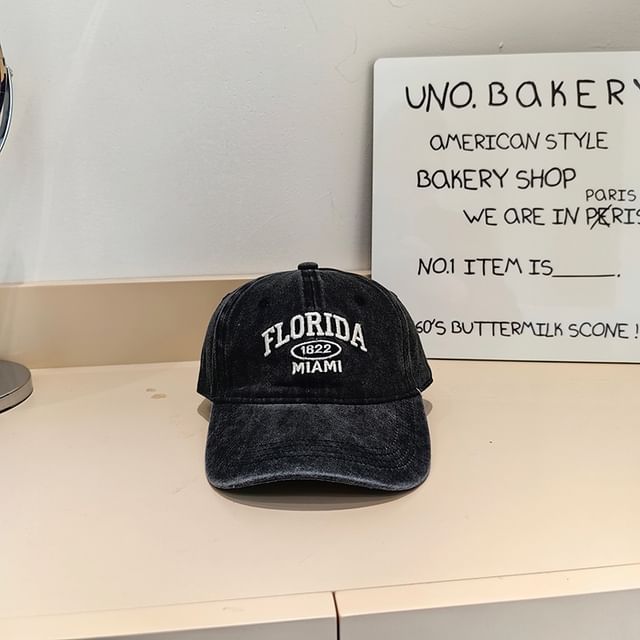 UNO. BAKERY
AMERICAN STYLE
BAKERY SHOP
PARIS
WE ARE IN PERIS
NO.1 ITEM IS______.
60'S BUTTERMILK SCONE !
FLORIDA
1822
MIAMI